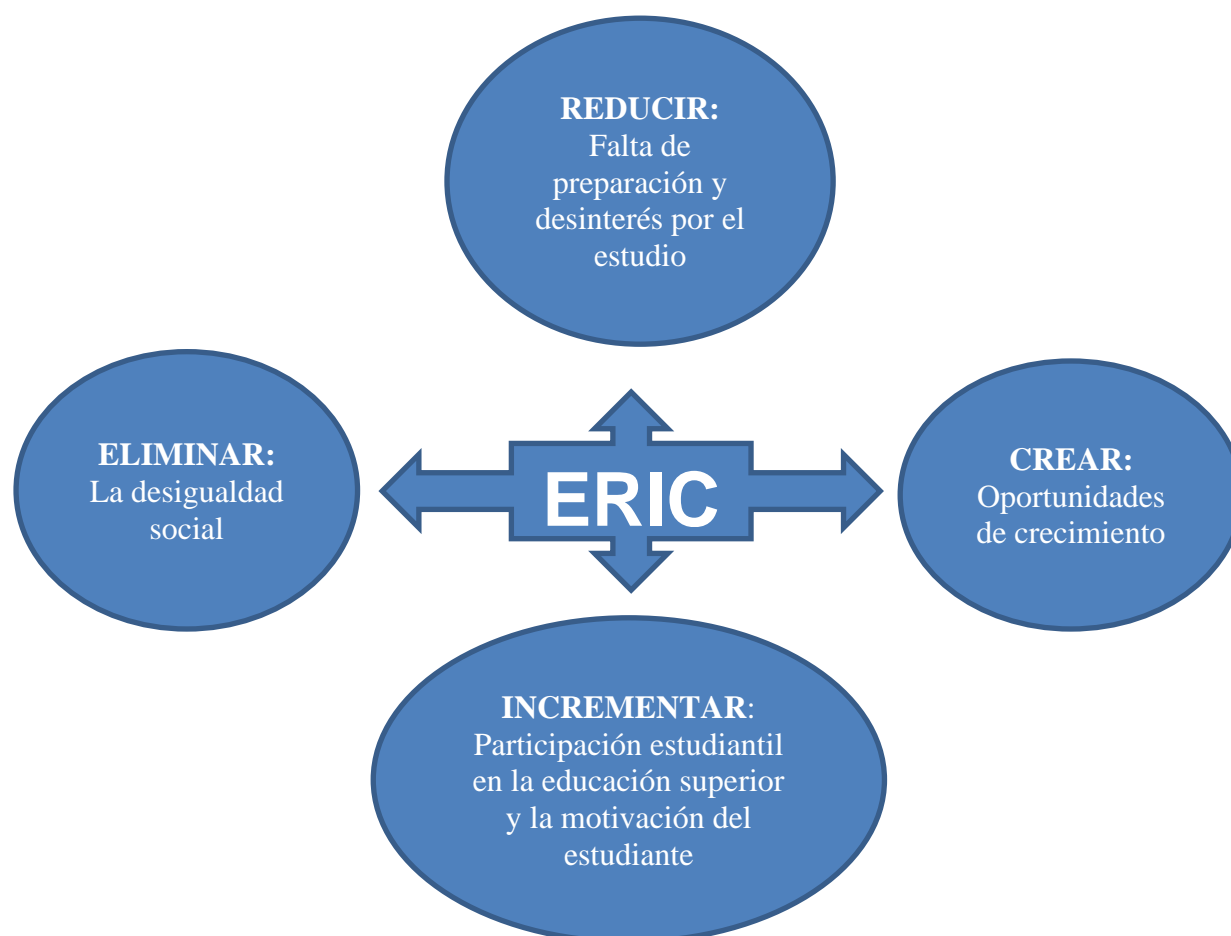 REDUCIR:
Falta de
preparación y
desinterés por el
estudio
ELIMINAR:
La desigualdad
social
ERIC
CREAR:
Oportunidades
de crecimiento
INCREMENTAR:
Participación estudiantil
en la educación superior
y la motivación del
estudiante